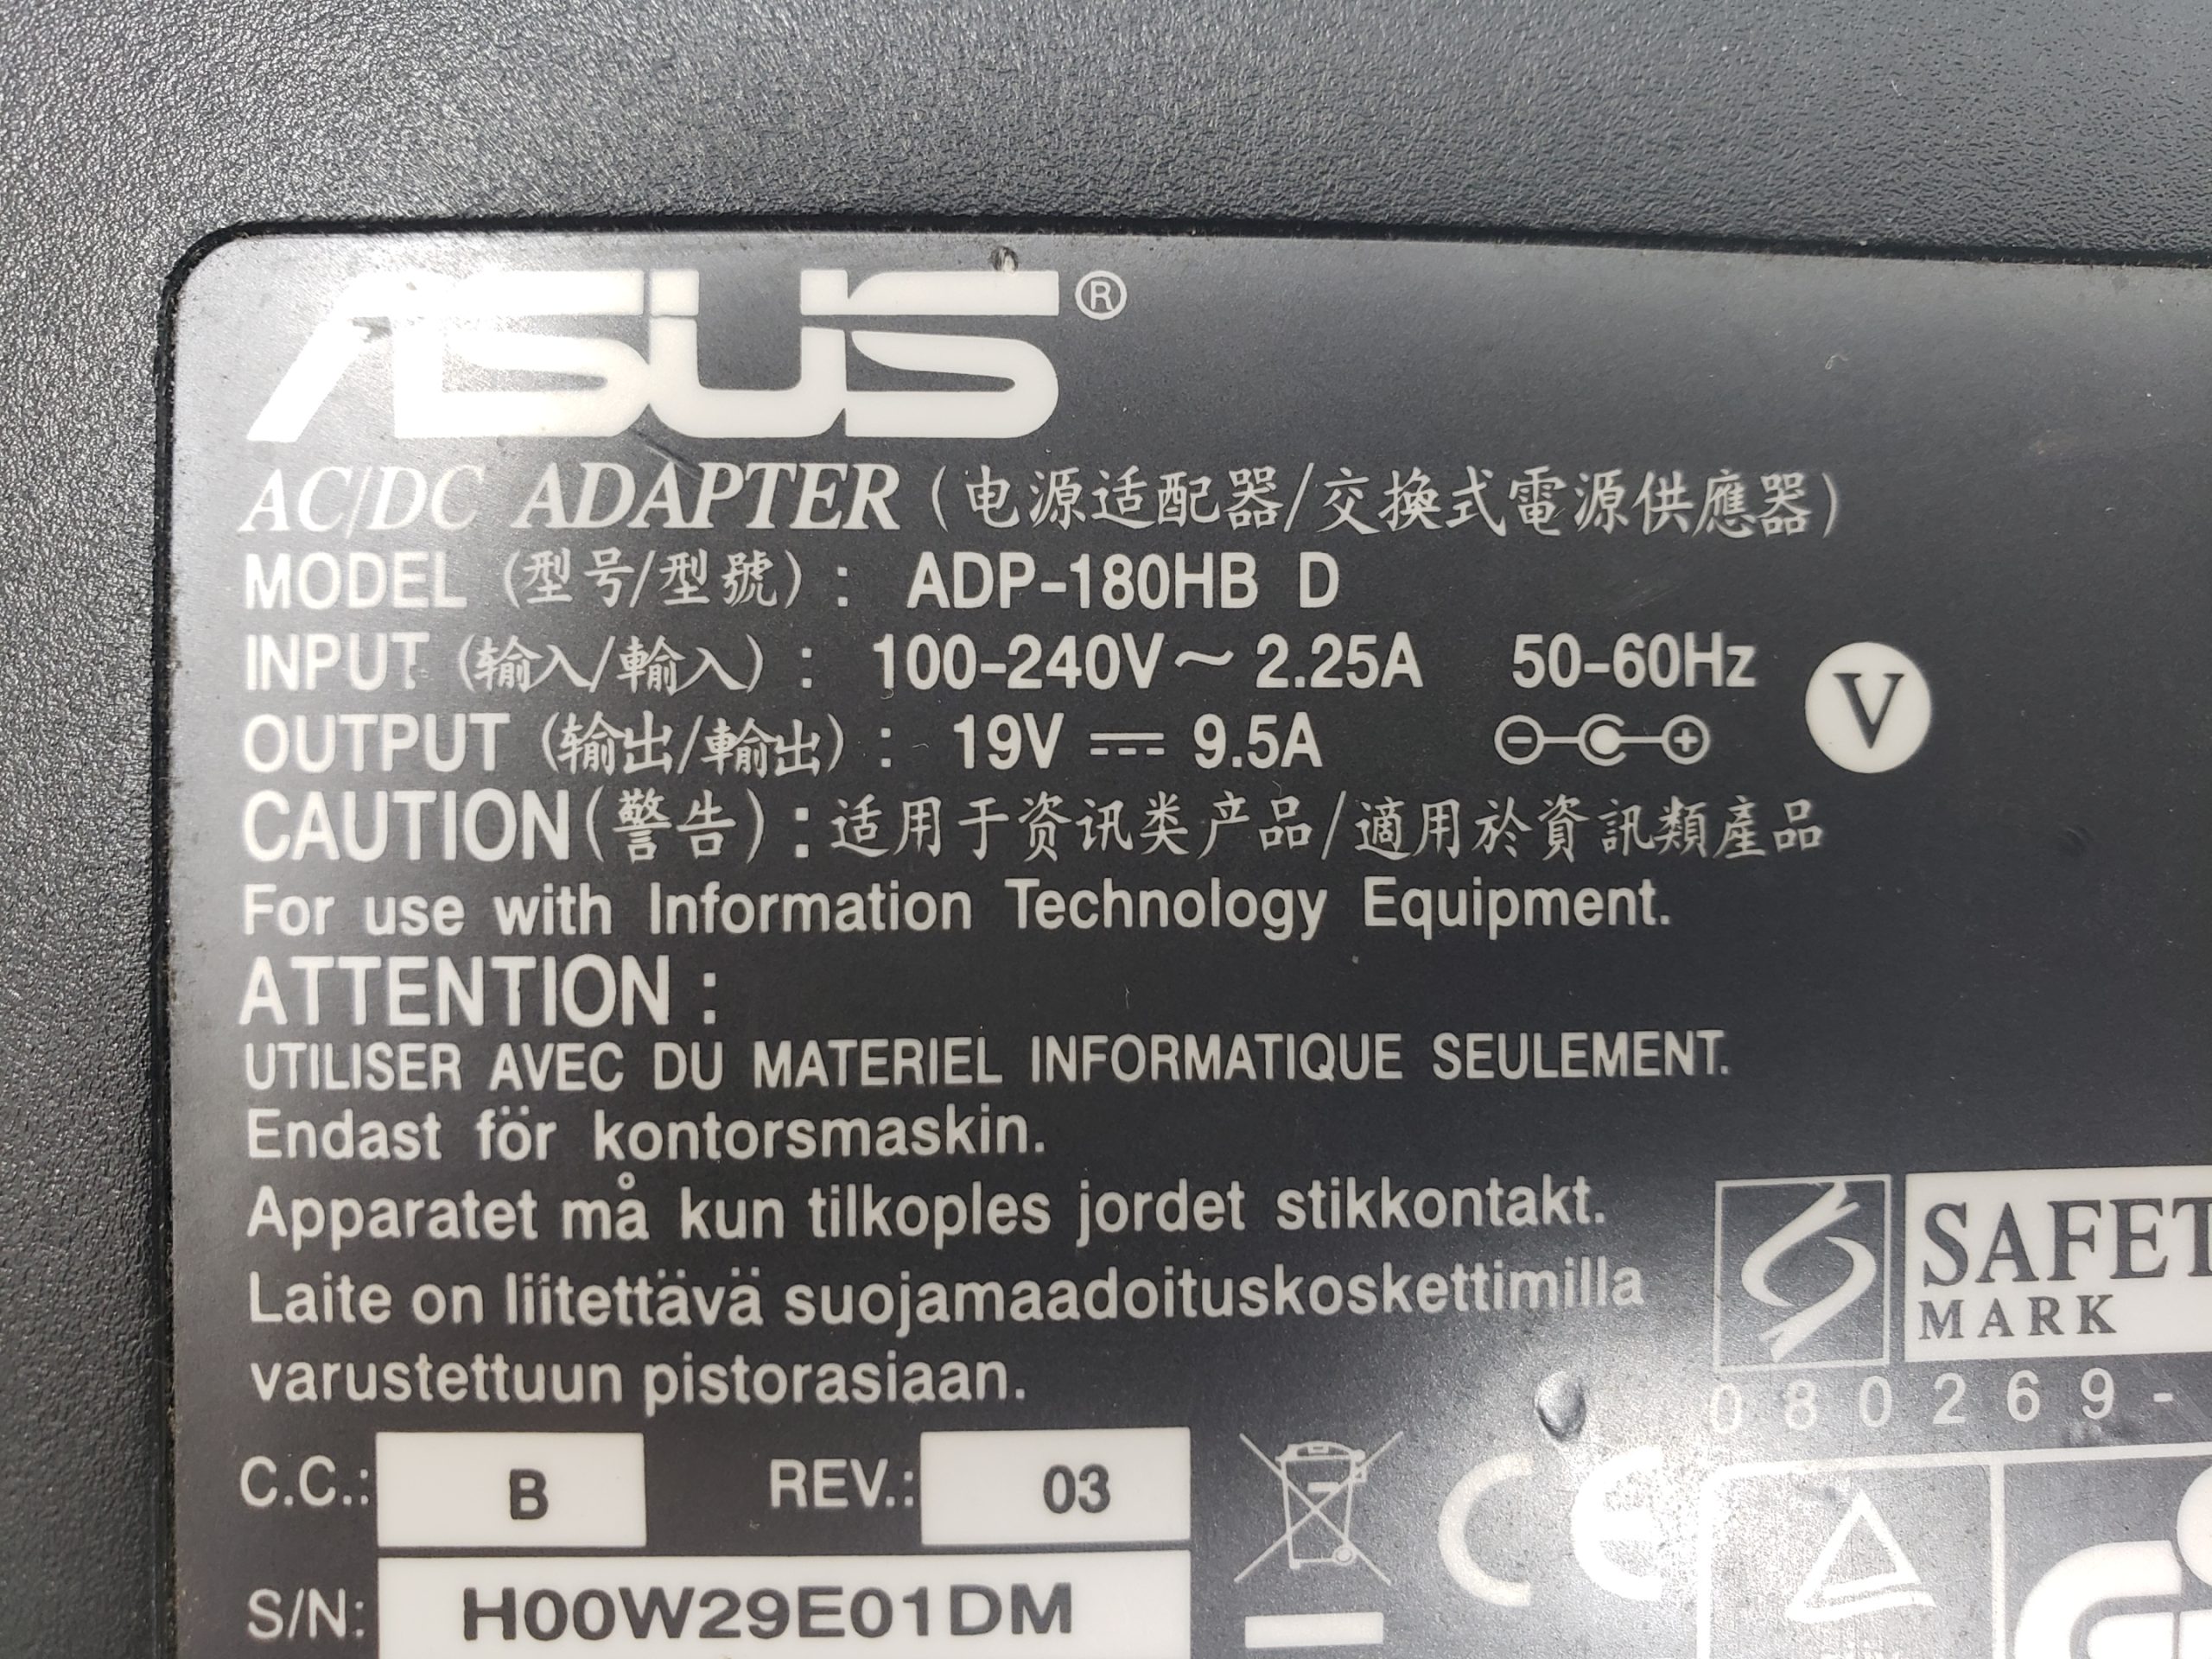 ASUS®
AC/DC ADAPTER (电源适配器/交換式電源供應器)
MODEL (型号/型號) : ADP-180HB D
INPUT (输入/輸入) : 100-240V~ 2.25A 50-60Hz
V
OUTPUT (输出/輸出) : 19V ⎓ 9.5A
CAUTION(警告) : 适用于资讯类产品/適用於資訊類產品
For use with Information Technology Equipment.
ATTENTION :
UTILISER AVEC DU MATERIEL INFORMATIQUE SEULEMENT.
Endast för kontorsmaskin.
Apparatet må kun tilkoples jordet stikkontakt.
Laite on liitettävä suojamaadoituskoskettimilla
varustettuun pistorasiaan.
SAFET
MARK
080269-
C.C.: B REV.: 03
CE
S/N: H00W29E01DM